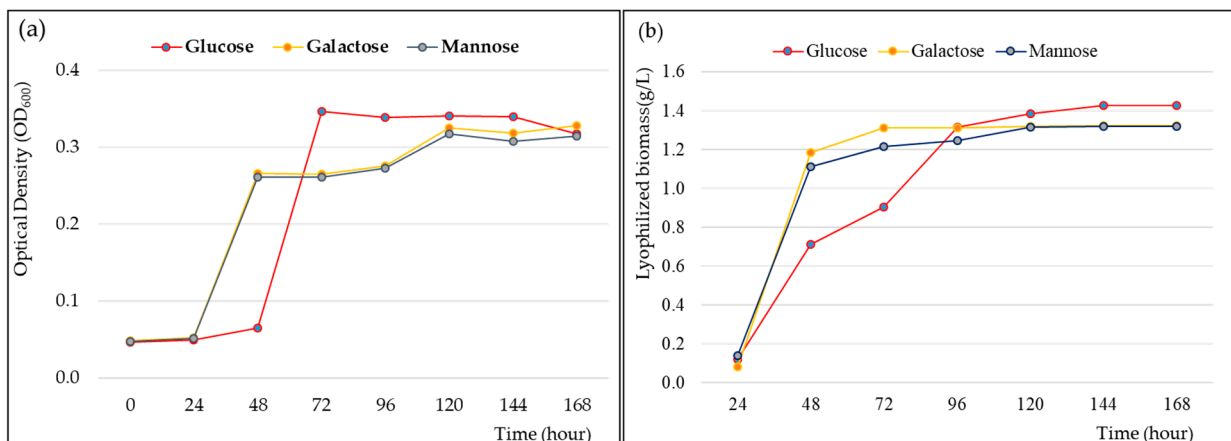 (a)
Glucose Galactose Mannose
Optical Density (OD600)
0.4
0.3
0.2
0.1
0.0
0 24 48 72 96 120 144 168
Time (hour)
(b)
Glucose Galactose Mannose
Lyophilized biomass(g/L)
1.6
1.4
1.2
1.0
0.8
0.6
0.4
0.2
0.0
24 48 72 96 120 144 168
Time (hour)